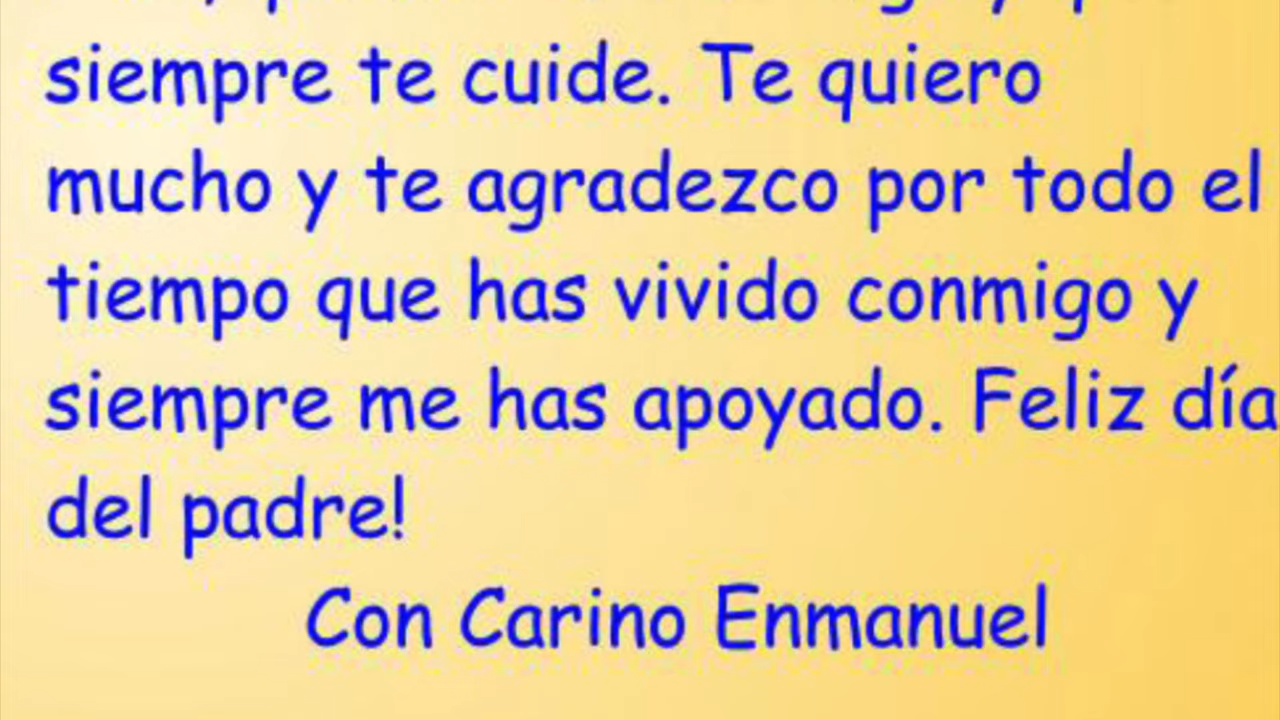 siempre te cuide. Te quiero
mucho y te agradezco por todo el
tiempo que has vivido conmigo y
siempre me has apoyado. Feliz día
del padre!
Con Carino Enmanuel